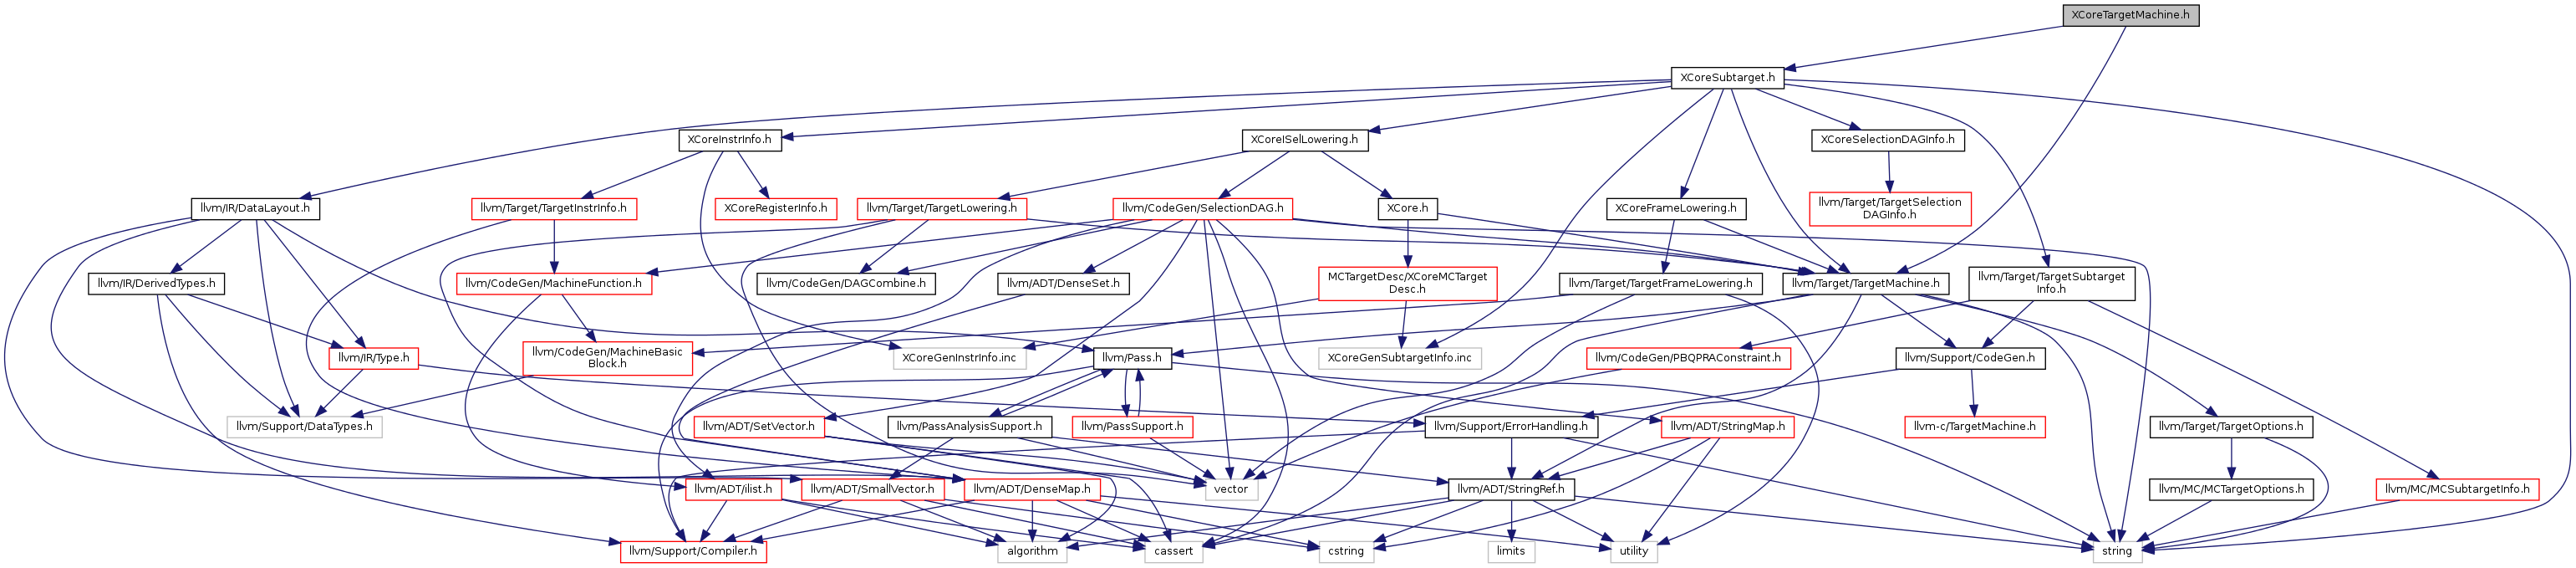 XCoreTargetMachine.h
XCoreSubtarget.h
XCoreInstrInfo.h
XCoreISelLowering.h
XCoreSelectionDAGInfo.h
llvm/IR/DataLayout.h
llvm/Target/TargetInstrInfo.h
XCoreRegisterInfo.h
llvm/Target/TargetLowering.h
llvm/CodeGen/SelectionDAG.h
XCore.h
XCoreFrameLowering.h
llvm/Target/TargetSelection
DAGInfo.h
llvm/IR/DerivedTypes.h
llvm/CodeGen/MachineFunction.h
llvm/CodeGen/DAGCombine.h
llvm/ADT/DenseSet.h
MCTargetDesc/XCoreMCTarget
Desc.h
llvm/Target/TargetFrameLowering.h
llvm/Target/TargetMachine.h
llvm/Target/TargetSubtarget
Info.h
llvm/IR/Type.h
llvm/CodeGen/MachineBasic
Block.h
XCoreGenInstrInfo.inc
llvm/Pass.h
XCoreGenSubtargetInfo.inc
llvm/CodeGen/PBQPRAConstraint.h
llvm/Support/CodeGen.h
llvm/Support/DataTypes.h
llvm/ADT/SetVector.h
llvm/PassAnalysisSupport.h
llvm/PassSupport.h
llvm/Support/ErrorHandling.h
llvm/ADT/StringMap.h
llvm-c/TargetMachine.h
llvm/Target/TargetOptions.h
llvm/ADT/ilist.h
llvm/ADT/SmallVector.h
llvm/ADT/DenseMap.h
vector
llvm/ADT/StringRef.h
llvm/MC/MCTargetOptions.h
llvm/MC/MCSubtargetInfo.h
llvm/Support/Compiler.h
algorithm
cassert
cstring
limits
utility
string